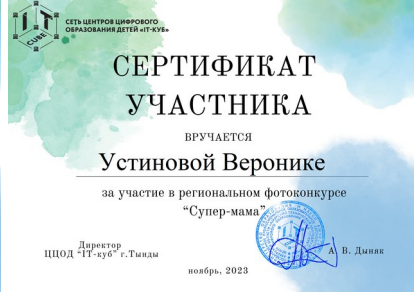 IT
CUBE
СЕТЬ ЦЕНТРОВ ЦИФРОВОГО
ОБРАЗОВАНИЯ ДЕТЕЙ «IT-КУБ»
СЕРТИФИКАТ
УЧАСТНИКА
ВРУЧАЕТСЯ
Устиновой Веронике
за участие в региональном фотоконкурсе
“Супер-мама”
Директор
ЦЦОД “IT-куб” г.Тынды
А. В. Дыняк
ноябрь, 2023